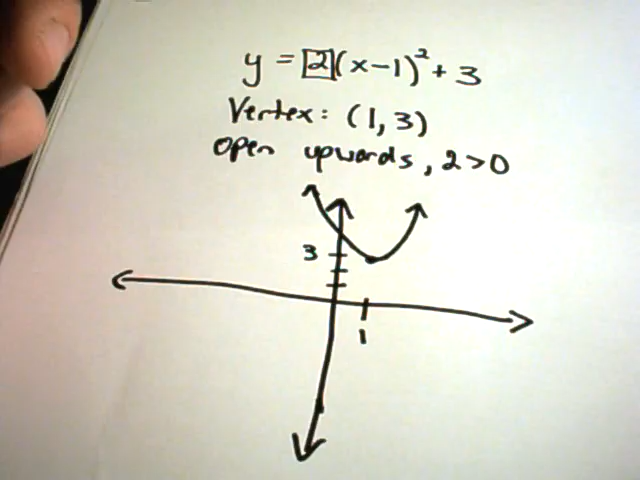 y = 2(x-1)² + 3
Vertex: (1,3)
open upwards, 2>0
3
1